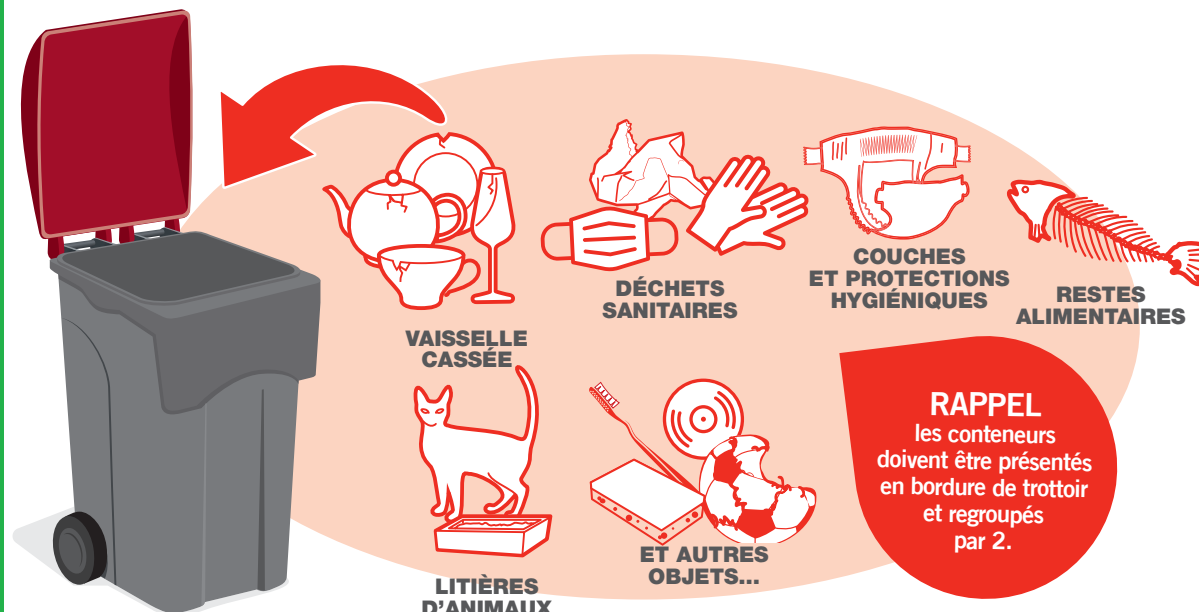 VAISSELLE
CASSÉE
DÉCHETS
SANITAIRES
COUCHES
ET PROTECTIONS
HYGIÉNIQUES
RESTES
ALIMENTAIRES
LITIÈRES
D'ANIMAUX
ET AUTRES
OBJETS...
RAPPEL
les conteneurs
doivent être présentés
en bordure de trottoir
et regroupés
par 2.